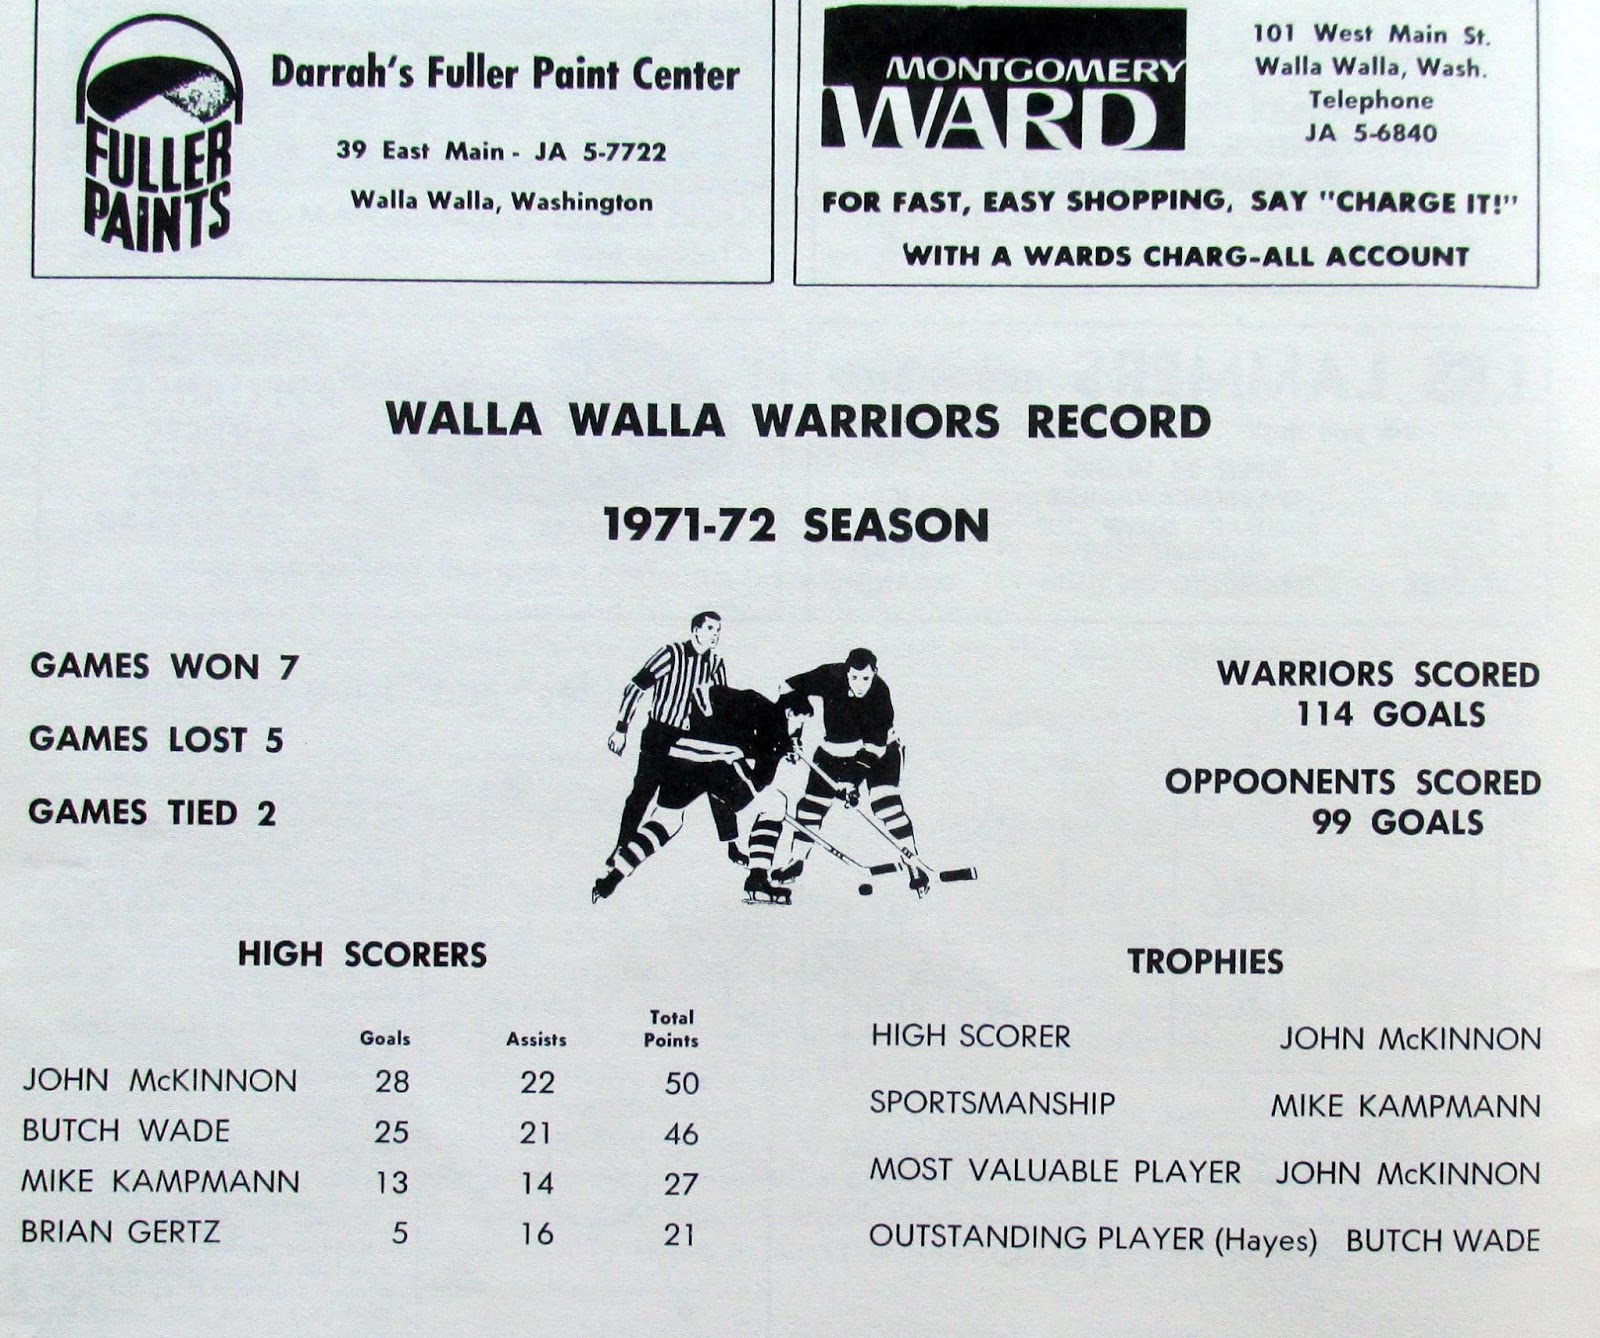 FULLER
PAINTS
Darrah's Fuller Paint Center
39 East Main - JA 5-7722
Walla Walla, Washington
MONTGOMERY
WARD
101 West Main St.
Walla Walla, Wash.
Telephone
JA 5-6840
FOR FAST, EASY SHOPPING, SAY "CHARGE IT!"
WITH A WARDS CHARG-ALL ACCOUNT
WALLA WALLA WARRIORS RECORD
1971-72 SEASON
GAMES WON 7
GAMES LOST 5
GAMES TIED 2
WARRIORS SCORED
114 GOALS
OPPOONENTS SCORED
99 GOALS
HIGH SCORERS
Goals Assists Total Points
JOHN McKINNON 28 22 50
BUTCH WADE 25 21 46
MIKE KAMPMANN 13 14 27
BRIAN GERTZ 5 16 21
TROPHIES
HIGH SCORER JOHN McKINNON
SPORTSMANSHIP MIKE KAMPMANN
MOST VALUABLE PLAYER JOHN McKINNON
OUTSTANDING PLAYER (Hayes) BUTCH WADE